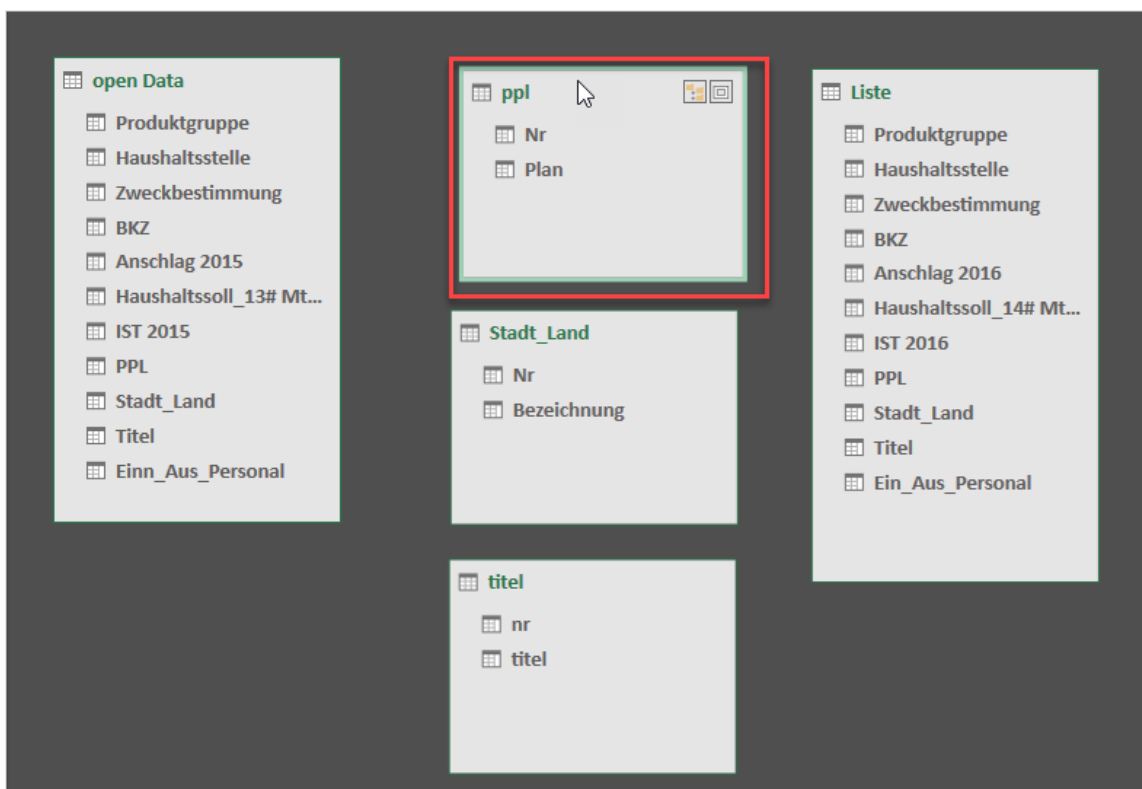 open Data
Produktgruppe
Haushaltsstelle
Zweckbestimmung
BKZ
Anschlag 2015
Haushaltssoll_13# Mt...
IST 2015
PPL
Stadt_Land
Titel
Einn_Aus_Personal
ppl
Nr
Plan
Stadt_Land
Nr
Bezeichnung
titel
nr
titel
Liste
Produktgruppe
Haushaltsstelle
Zweckbestimmung
BKZ
Anschlag 2016
Haushaltssoll_14# Mt...
IST 2016
PPL
Stadt_Land
Titel
Ein_Aus_Personal